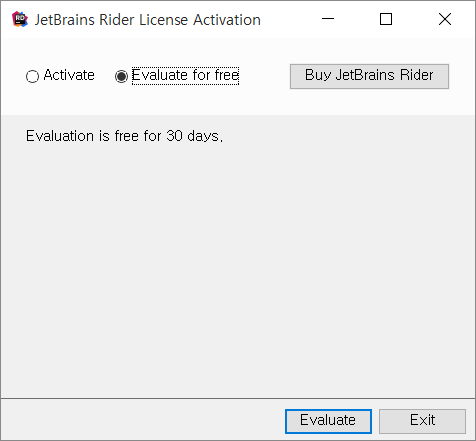 RD
JetBrains Rider License Activation
Activate
Evaluate for free
Buy JetBrains Rider
Evaluation is free for 30 days.
Evaluate
Exit